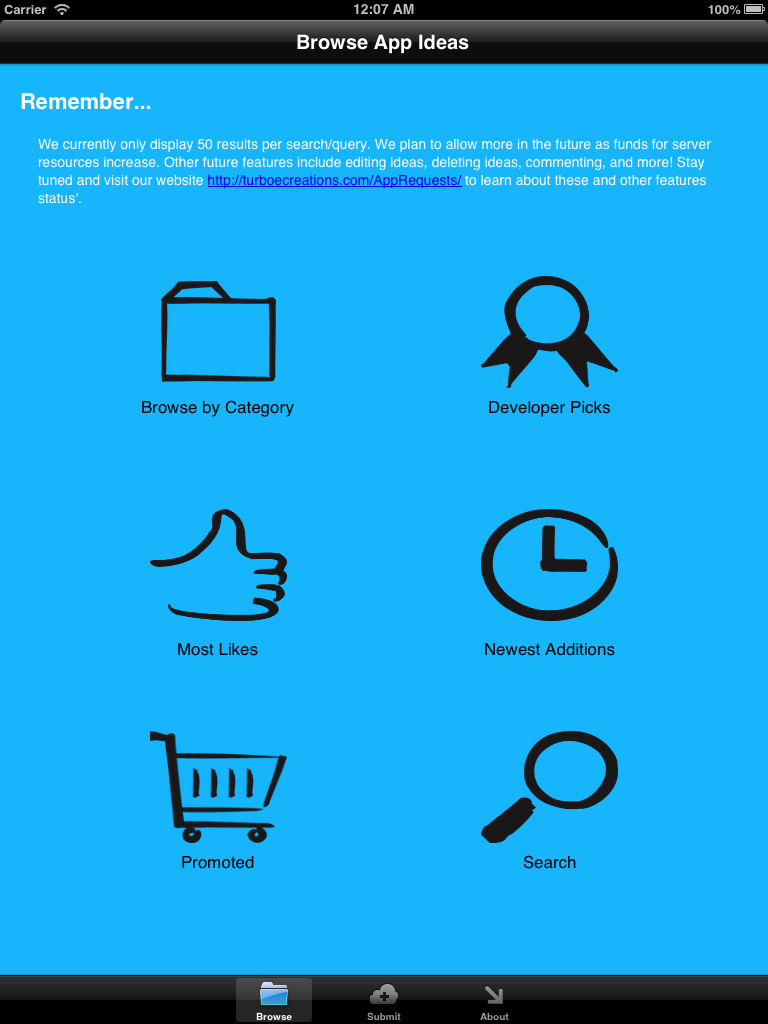 Carrier 12:07 AM 100%
Browse App Ideas
Remember...
We currently only display 50 results per search/query. We plan to allow more in the future as funds for server
resources increase. Other future features include editing ideas, deleting ideas, commenting, and more! Stay
tuned and visit our website http://turboecreations.com/AppRequests/ to learn about these and other features
status'.
Browse by Category Developer Picks
Most Likes Newest Additions
Promoted Search
Browse Submit About